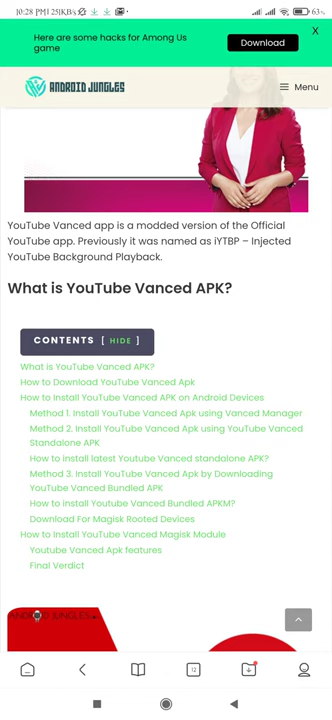 10:28 PM | 125KB/s
63%
Here are some hacks for Among Us
game
Download
X
ANDROID JUNGLES
Menu
YouTube Vanced app is a modded version of the Official
YouTube app. Previously it was named as iYTBP – Injected
YouTube Background Playback.
What is YouTube Vanced APK?
CONTENTS [ HIDE ]
What is YouTube Vanced APK?
How to Download YouTube Vanced Apk
How to Install YouTube Vanced APK on Android Devices
Method 1. Install YouTube Vanced Apk using Vanced Manager
Method 2. Install YouTube Vanced Apk using YouTube Vanced
Standalone APK
How to install latest Youtube Vanced standalone APK?
Method 3. Install YouTube Vanced Apk by Downloading
YouTube Vanced Bundled APK
How to install Youtube Vanced Bundled APKM?
Download For Magisk Rooted Devices
How to Install YouTube Vanced Magisk Module
Youtube Vanced Apk features
Final Verdict
ANDROID JUNGLES
12